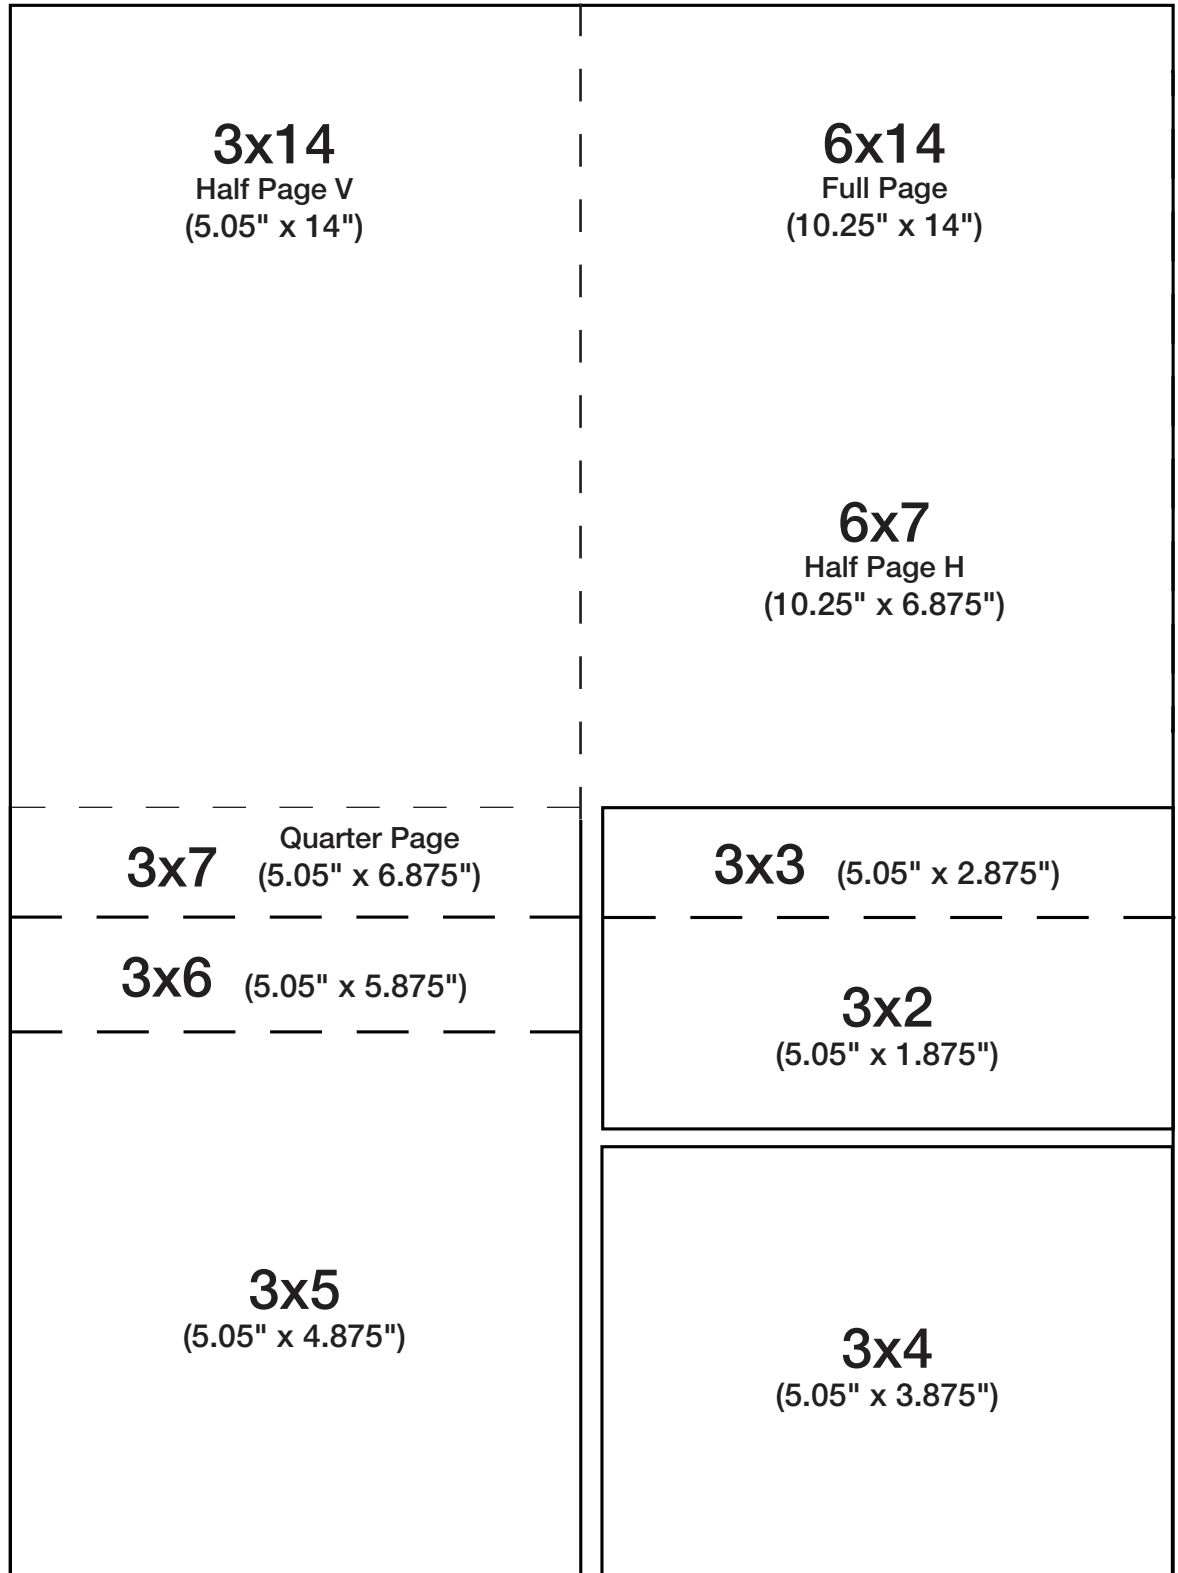 3x14
Half Page V
(5.05" x 14")
6x14
Full Page
(10.25" x 14")
6x7
Half Page H
(10.25" x 6.875")
Quarter Page
3x7 (5.05" x 6.875")
3x6 (5.05" x 5.875")
3x5
(5.05" x 4.875")
3x3 (5.05" x 2.875")
3x2
(5.05" x 1.875")
3x4
(5.05" x 3.875")